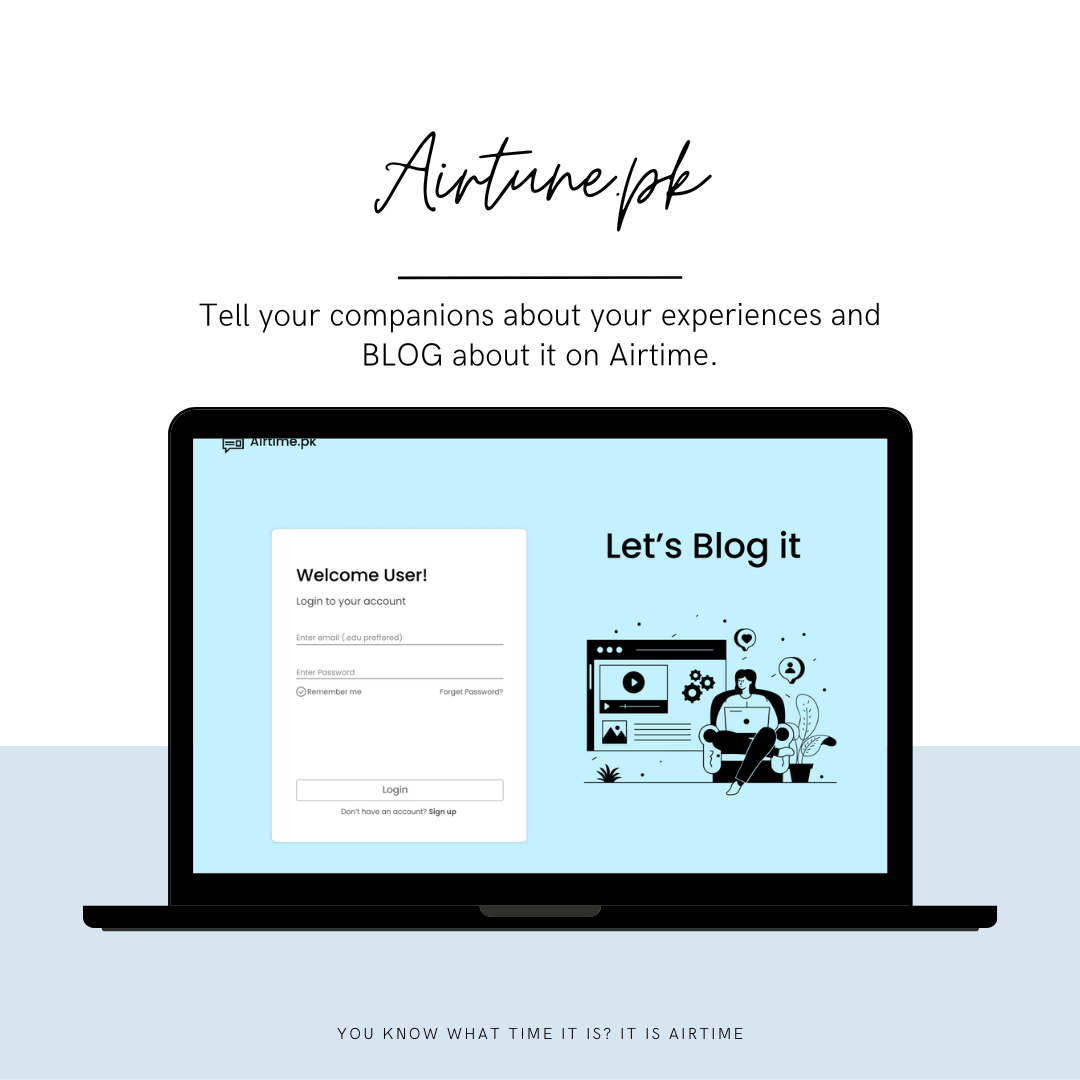 Airtune.pk
Tell your companions about your experiences and
BLOG about it on Airtime.
Airtime.pk
Let's Blog it
Welcome User!
Login to your account
Enter email (.edu preffered)
Enter Password
Remember me
Forget Password?
Login
Don't have an account? Sign up
YOU KNOW WHAT TIME IT IS? IT IS AIRTIME